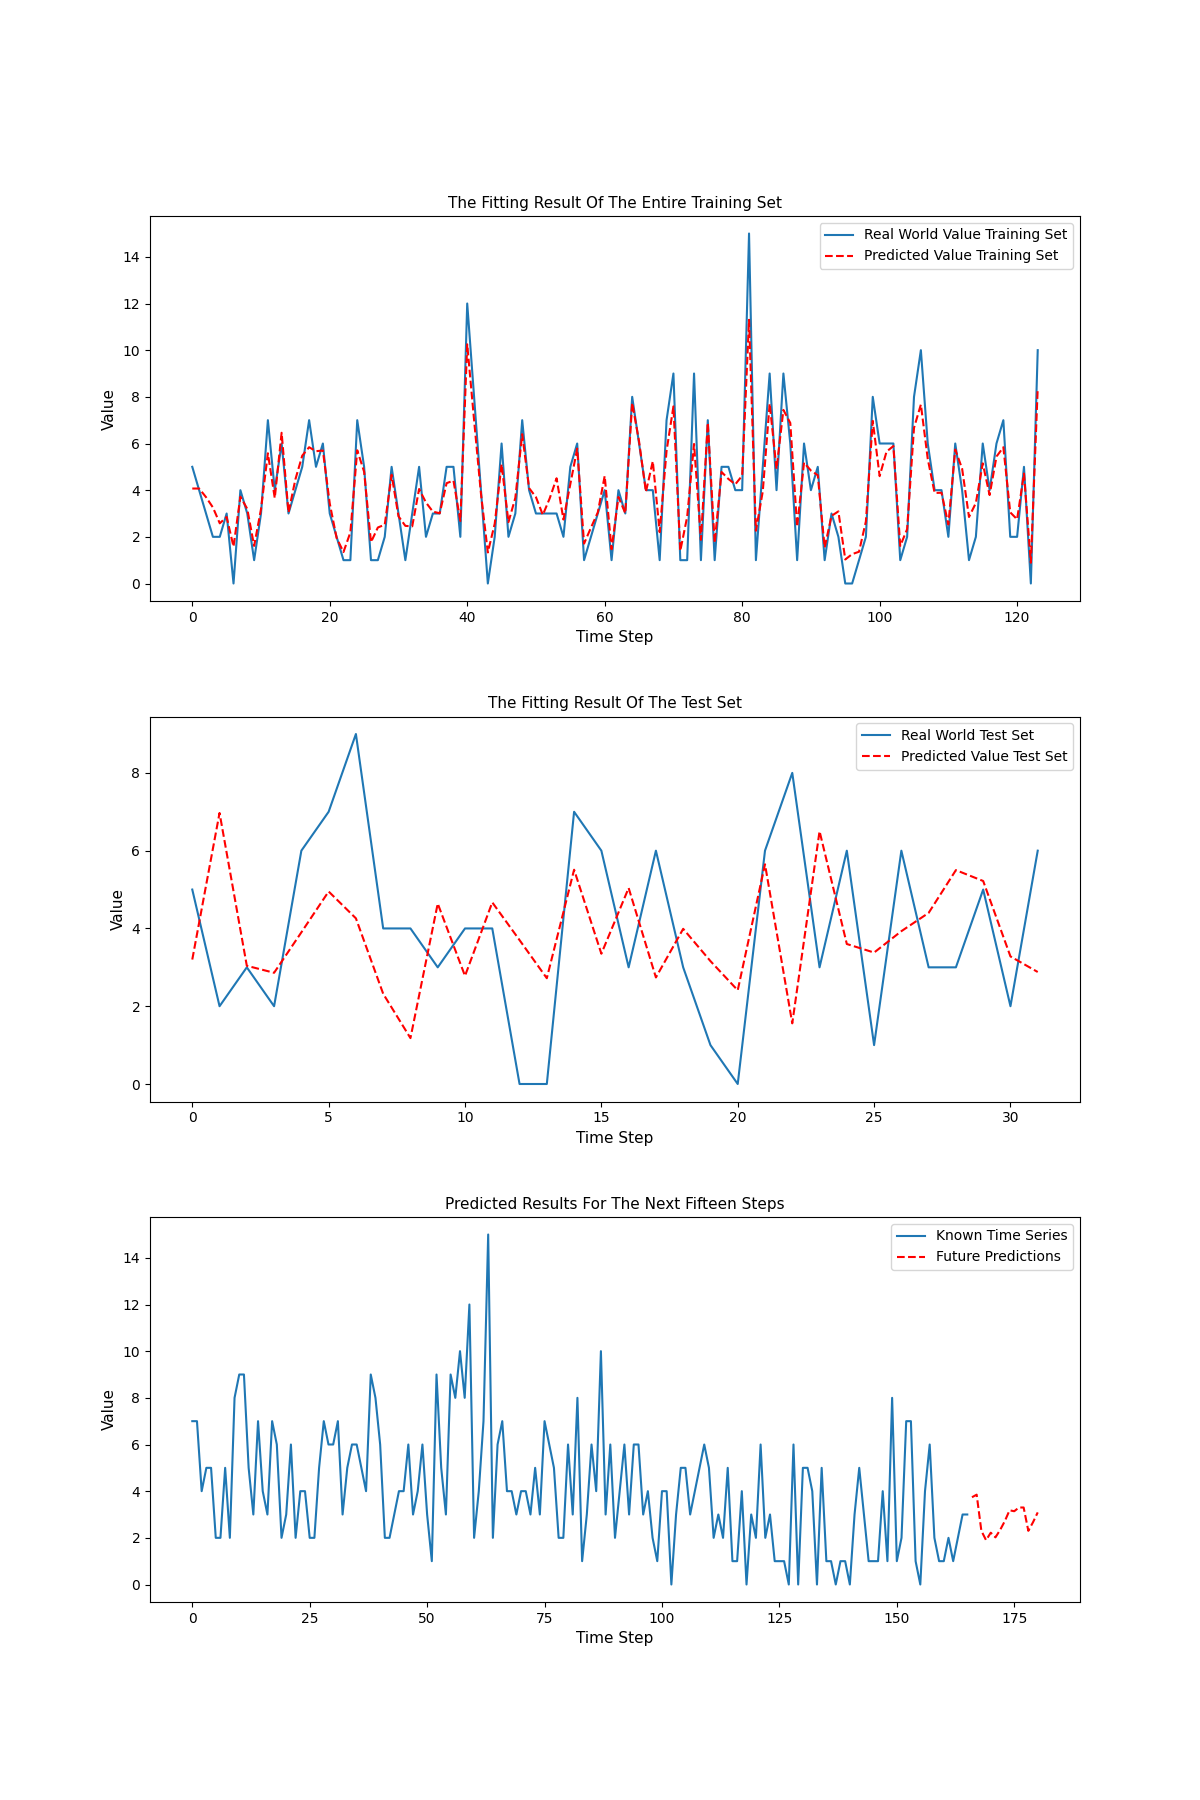 The Fitting Result Of The Entire Training Set
Real World Value Training Set
Predicted Value Training Set
Value
14
12
10
8
6
4
2
0
0 20 40 60 80 100 120
Time Step
The Fitting Result Of The Test Set
Real World Test Set
Predicted Value Test Set
Value
8
6
4
2
0
0 5 10 15 20 25 30
Time Step
Predicted Results For The Next Fifteen Steps
Known Time Series
Future Predictions
Value
14
12
10
8
6
4
2
0
0 25 50 75 100 125 150 175
Time Step